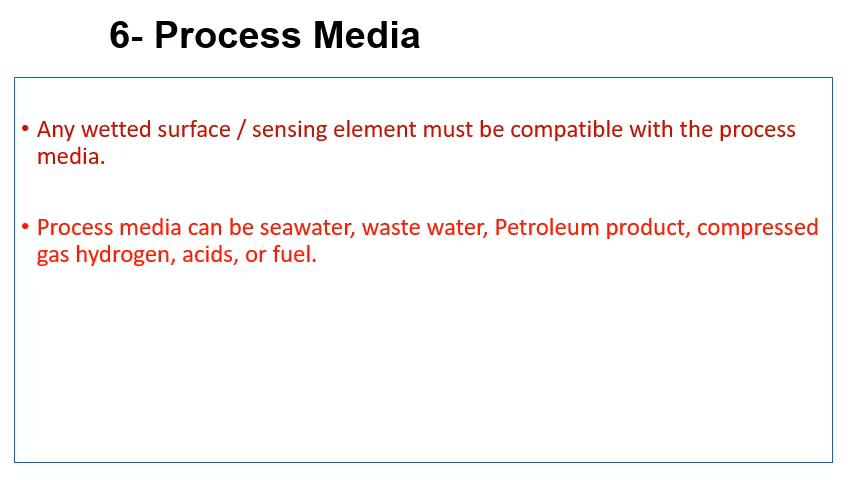 6- Process Media
• Any wetted surface / sensing element must be compatible with the process
media.
• Process media can be seawater, waste water, Petroleum product, compressed
gas hydrogen, acids, or fuel.